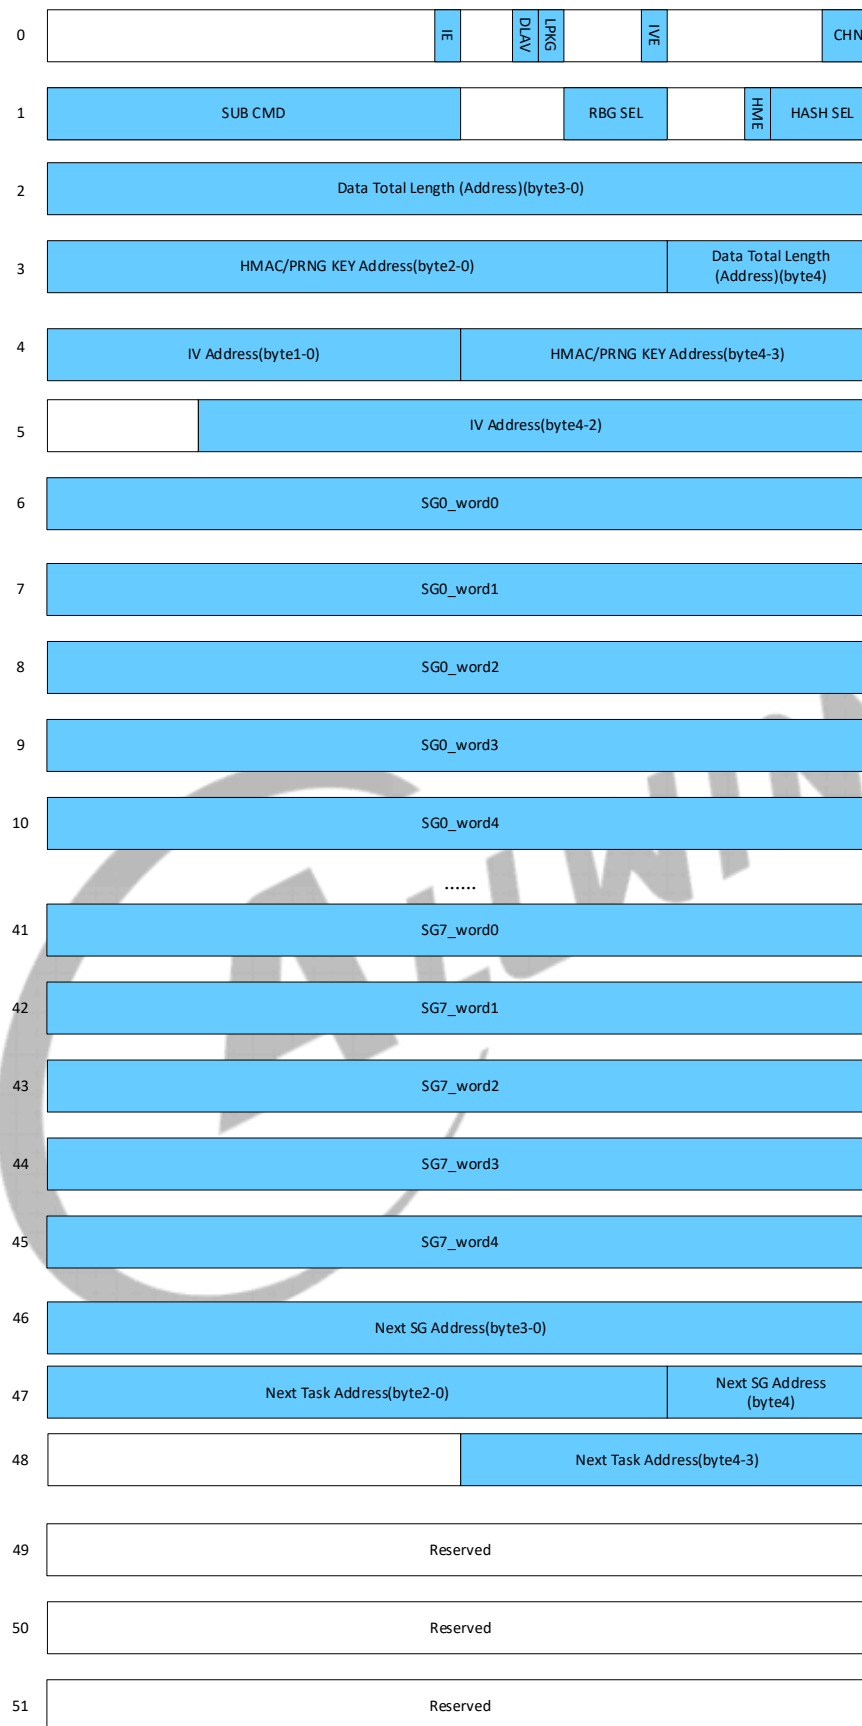 0 IE DLAV LPKG IVE CHN
1 SUB CMD RBG SEL HME HASH SEL
2 Data Total Length (Address)(byte3-0)
3 HMAC/PRNG KEY Address(byte2-0) Data Total Length
(Address)(byte4)
4 IV Address(byte1-0) HMAC/PRNG KEY Address(byte4-3)
5 IV Address(byte4-2)
6 SG0_word0
7 SG0_word1
8 SG0_word2
9 SG0_word3
10 SG0_word4
......
41 SG7_word0
42 SG7_word1
43 SG7_word2
44 SG7_word3
45 SG7_word4
46 Next SG Address(byte3-0)
47 Next Task Address(byte2-0) Next SG Address
(byte4)
48 Next Task Address(byte4-3)
49 Reserved
50 Reserved
51 Reserved